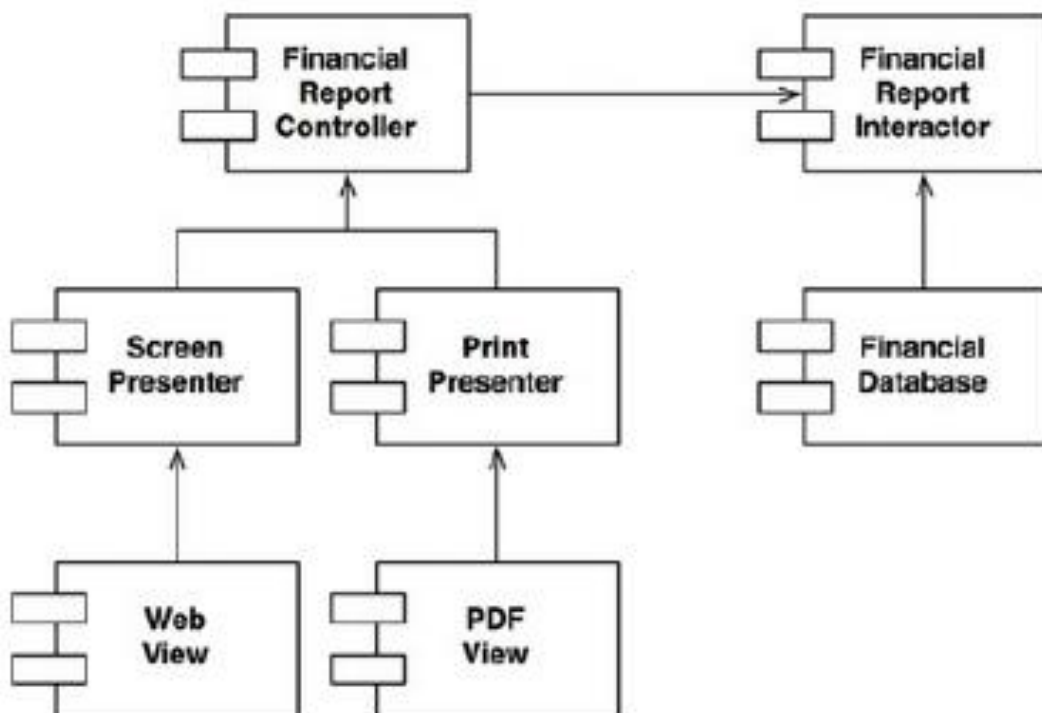 Financial
Report
Controller
Financial
Report
Interactor
Screen
Presenter
Print
Presenter
Financial
Database
Web
View
PDF
View